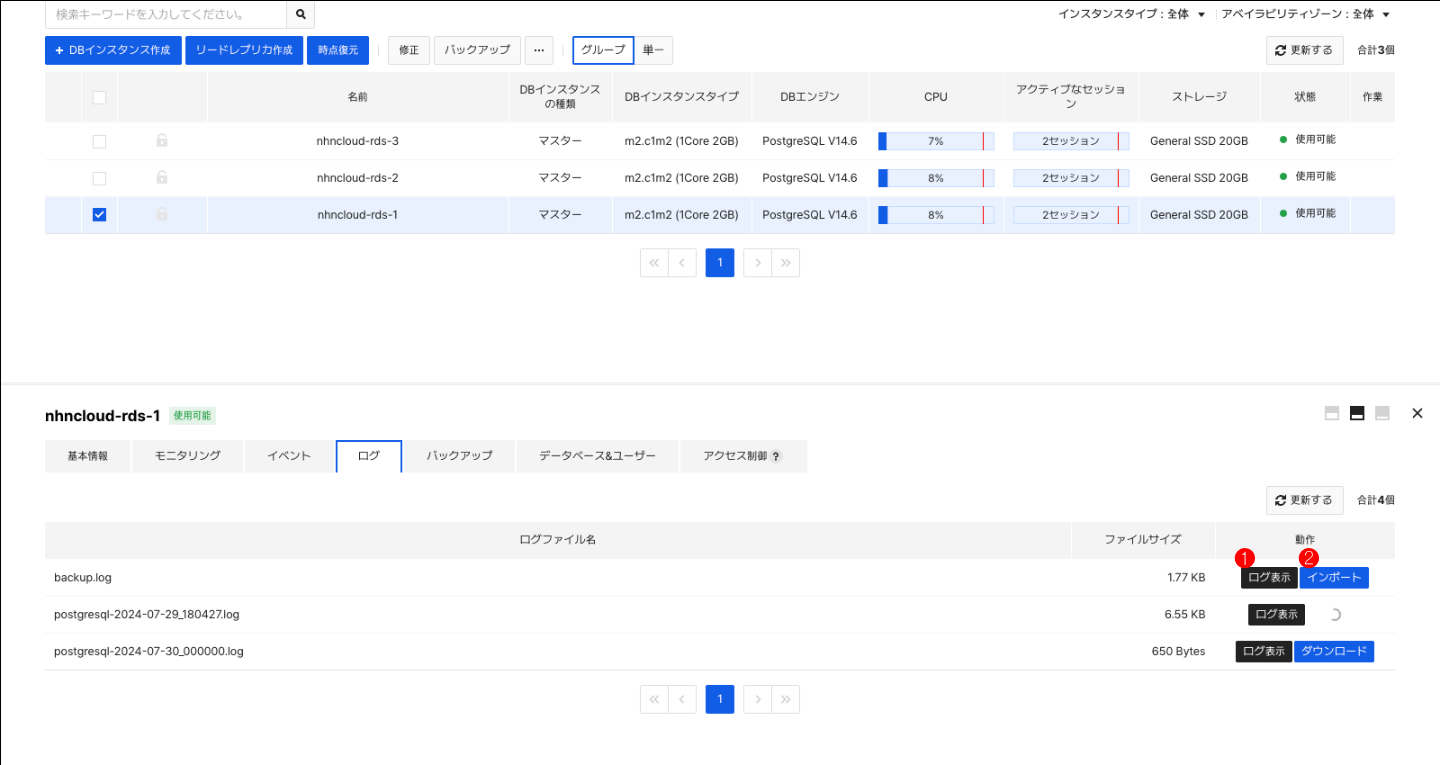 検索キーワードを入力してください。
インスタンスタイプ : 全体 アベイラビリティゾーン : 全体
+ DBインスタンス作成 リードレプリカ作成 時点復元 修正 バックアップ ... グループ 単一 更新する 合計3個
名前 DBインスタンスの種類 DBインスタンスタイプ DBエンジン CPU アクティブなセッション ストレージ 状態 作業
nhncloud-rds-3 マスター m2.c1m2 (1Core 2GB) PostgreSQL V14.6 7% 2セッション General SSD 20GB 使用可能
nhncloud-rds-2 マスター m2.c1m2 (1Core 2GB) PostgreSQL V14.6 8% 2セッション General SSD 20GB 使用可能
nhncloud-rds-1 マスター m2.c1m2 (1Core 2GB) PostgreSQL V14.6 8% 2セッション General SSD 20GB 使用可能
« ‹ 1 › »
nhncloud-rds-1 使用可能
基本情報 モニタリング イベント ログ バックアップ データベース&ユーザー アクセス制御 ?
更新する 合計4個
ログファイル名 ファイルサイズ 動作
1 2
backup.log 1.77 KB ログ表示 インポート
postgresql-2024-07-29_180427.log 6.55 KB ログ表示
postgresql-2024-07-30_000000.log 650 Bytes ログ表示 ダウンロード
« ‹ 1 › »